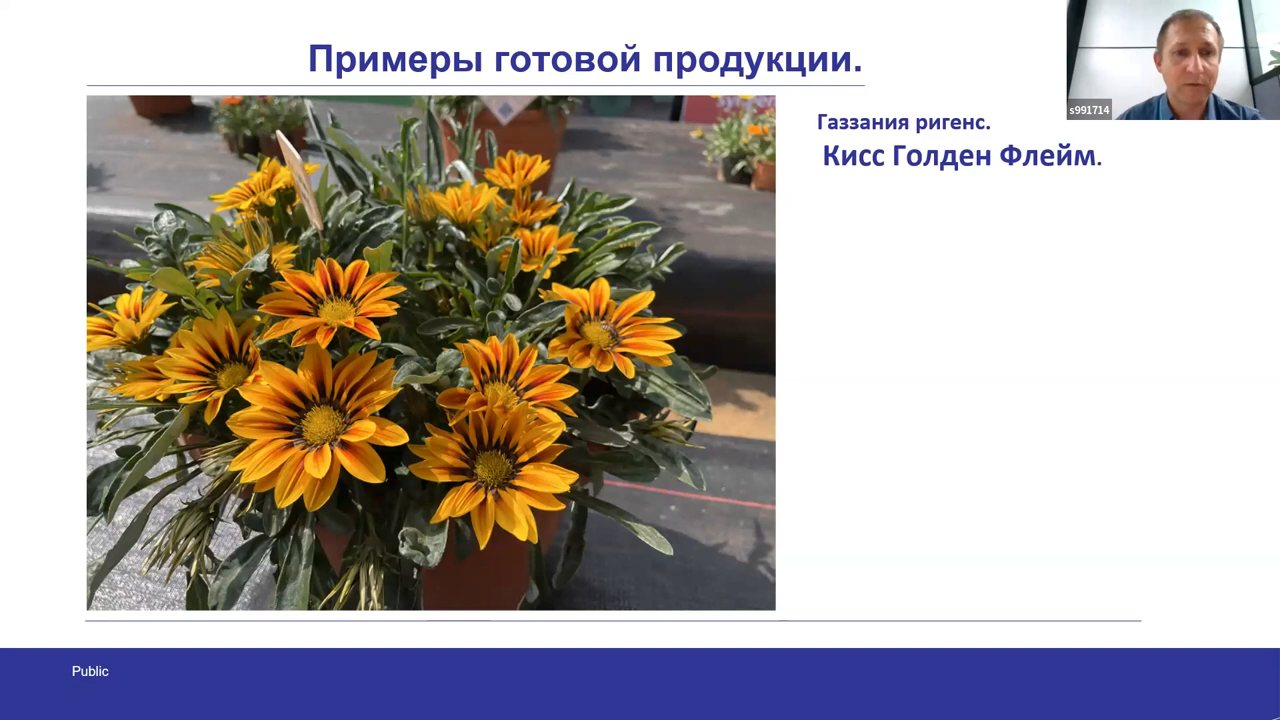 Примеры готовой продукции.
s991714
Газзания ригенс.
Кисс Голден Флейм.
Public